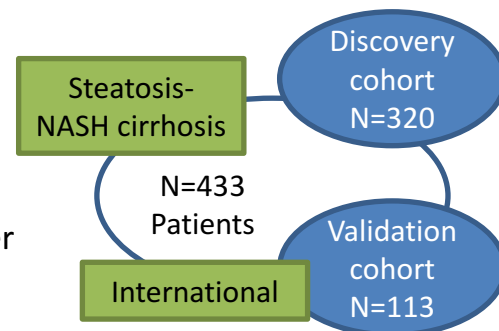 Steatosis-
NASH cirrhosis
Discovery
cohort
N=320
N=433
Patients
International
Validation
cohort
N=113